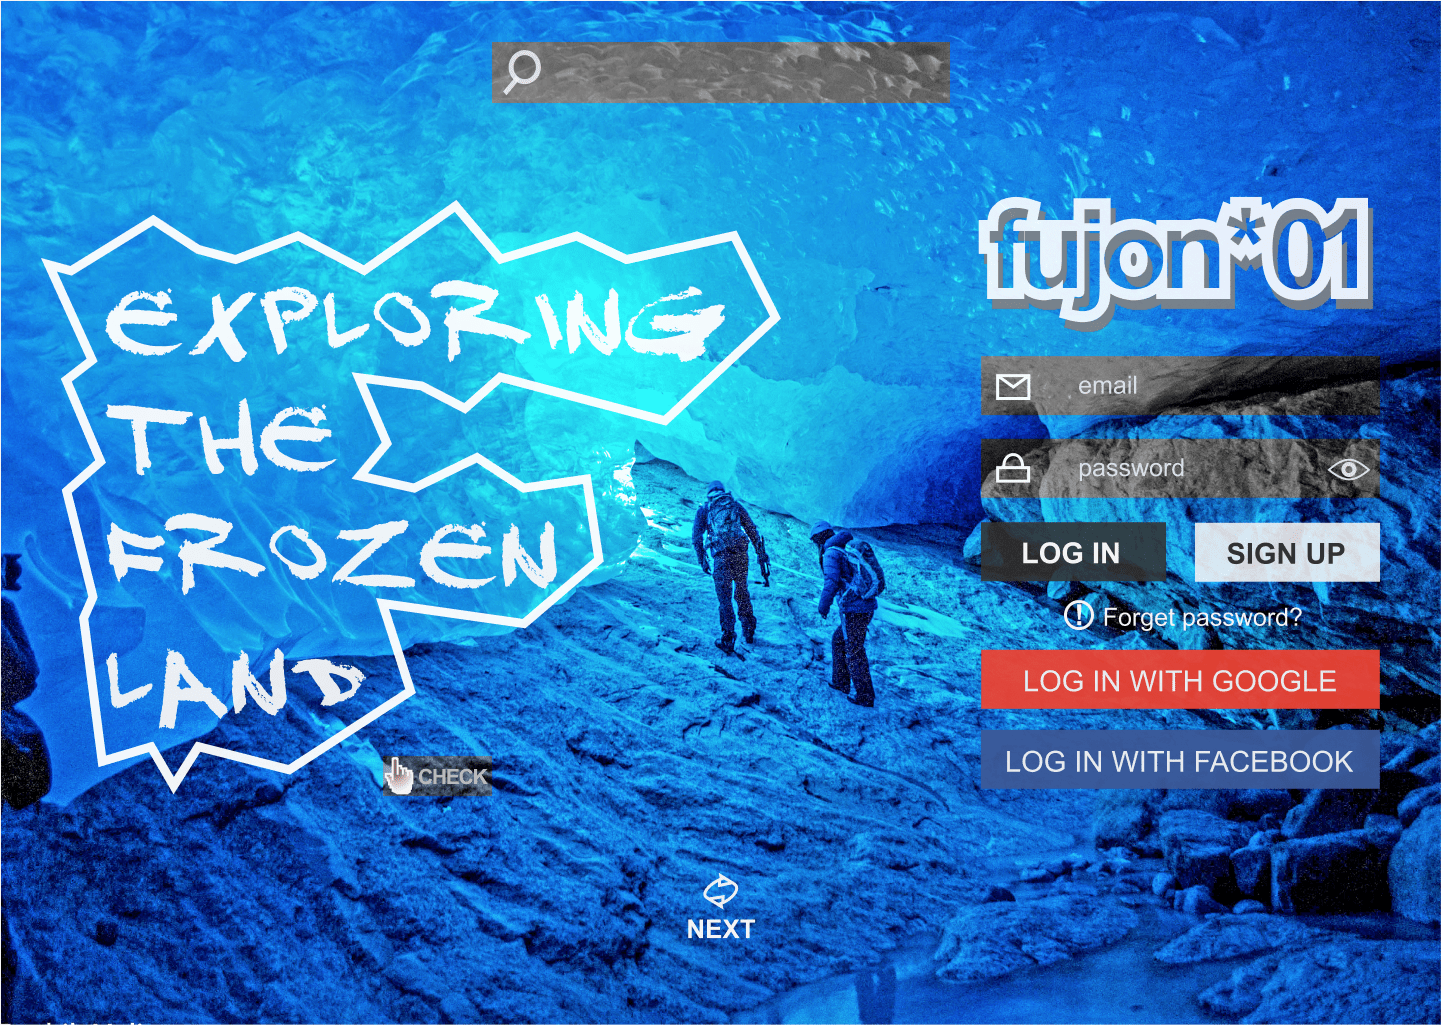 EXPLORING
THE
FROZEN
LAND
CHECK
NEXT
fujon*01
email
password
LOG IN
SIGN UP
Forget password?
LOG IN WITH GOOGLE
LOG IN WITH FACEBOOK